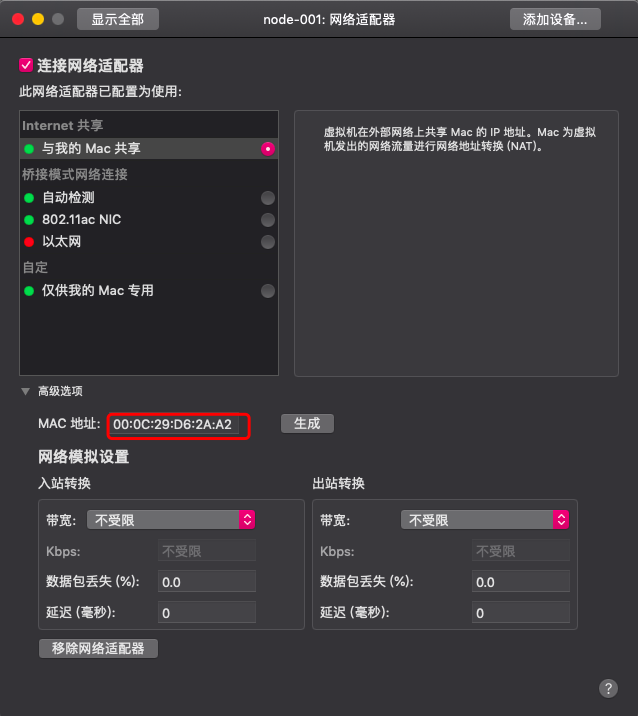 显示全部
node-001: 网络适配器
添加设备...
连接网络适配器
此网络适配器已配置为使用:
Internet 共享
与我的 Mac 共享
桥接模式网络连接
自动检测
802.11ac NIC
以太网
自定
仅供我的 Mac 专用
虚拟机在外部网络上共享 Mac 的 IP 地址。Mac 为虚拟
机发出的网络流量进行网络地址转换 (NAT)。
高级选项
MAC 地址: 00:0C:29:D6:2A:A2 生成
网络模拟设置
入站转换
带宽: 不受限
Kbps: 不受限
数据包丢失 (%): 0.0
延迟 (毫秒): 0
出站转换
带宽: 不受限
Kbps: 不受限
数据包丢失 (%): 0.0
延迟 (毫秒): 0
移除网络适配器
?